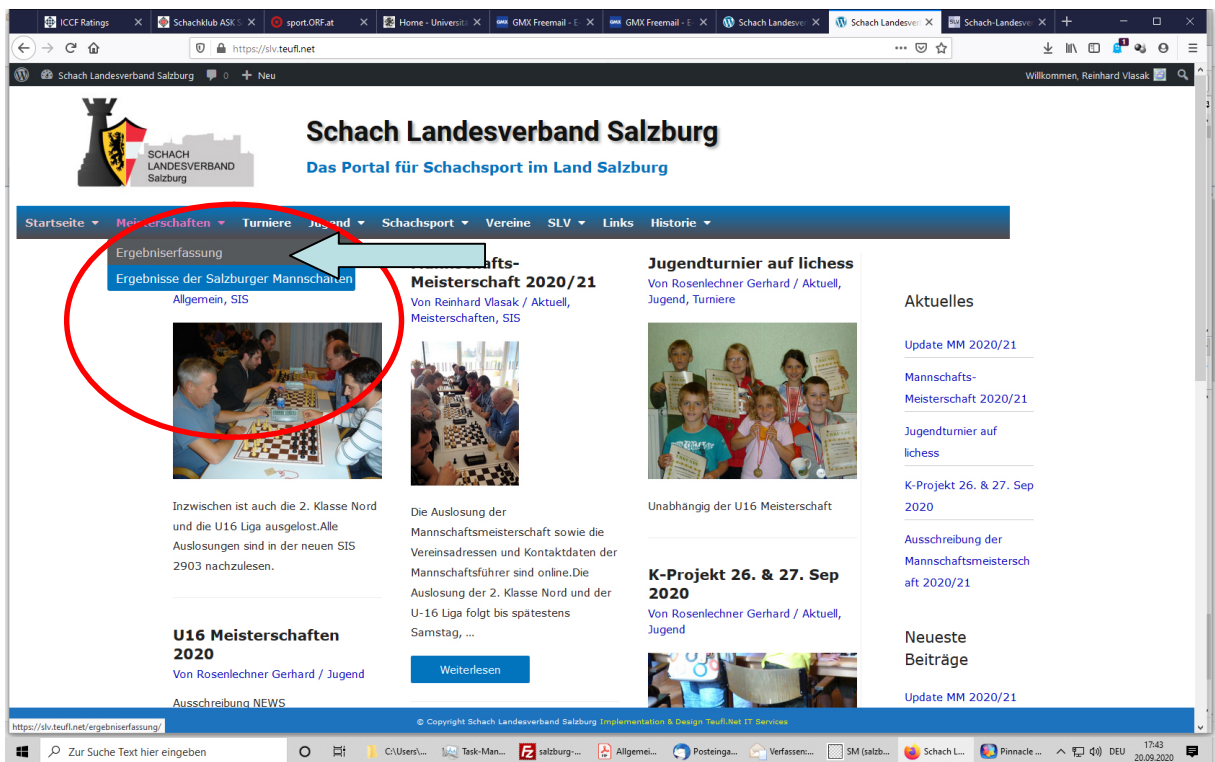 ICCF Ratings
Schachklub ASK S
sport.ORF.at
Home - Universitä
GMX Freemail - E-
GMX Freemail - E-
Schach Landesver
Schach Landesver
Schach-Landesver
https://slv.teufl.net
Schach Landesverband Salzburg 0 + Neu
Willkommen, Reinhard Vlasak
SCHACH
LANDESVERBAND
Salzburg
Schach Landesverband Salzburg
Das Portal für Schachsport im Land Salzburg
Startseite Meisterschaften Turniere Jugend Schachsport Vereine SLV Links Historie
Ergebniserfassung
Ergebnisse der Salzburger Mannschaften
Allgemein, SIS
Inzwischen ist auch die 2. Klasse Nord
und die U16 Liga ausgelost.Alle
Auslosungen sind in der neuen SIS
2903 nachzulesen.
U16 Meisterschaften
2020
Von Rosenlechner Gerhard / Jugend
Ausschreibung NEWS
Mannschafts-
Meisterschaft 2020/21
Von Reinhard Vlasak / Aktuell,
Meisterschaften, SIS
Die Auslosung der
Mannschaftsmeisterschaft sowie die
Vereinsadressen und Kontaktdaten der
Mannschaftsführer sind online.Die
Auslosung der 2. Klasse Nord und der
U-16 Liga folgt bis spätestens
Samstag, ...
Weiterlesen
Jugendturnier auf lichess
Von Rosenlechner Gerhard / Aktuell,
Jugend, Turniere
Unabhängig der U16 Meisterschaft
K-Projekt 26. & 27. Sep
2020
Von Rosenlechner Gerhard / Aktuell,
Jugend
Aktuelles
Update MM 2020/21
Mannschafts-
Meisterschaft 2020/21
Jugendturnier auf
lichess
K-Projekt 26. & 27. Sep
2020
Ausschreibung der
Mannschaftsmeistersch
aft 2020/21
Neueste
Beiträge
Update MM 2020/21
https://slv.teufl.net/ergebniserfassung/
© Copyright Schach Landesverband Salzburg Implementation & Design Teufl.Net IT Services
Zur Suche Text hier eingeben
C:\Users\...
Task-Man...
salzburg-...
Allgemei...
Posteinga...
Verfassen:...
SM (salzb...
Schach L...
Pinnacle ...
DEU
17:43
20.09.2020